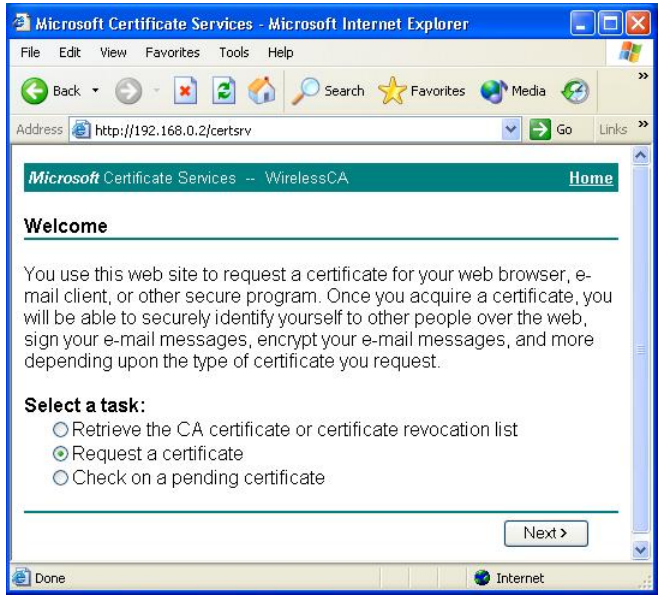 Microsoft Certificate Services - Microsoft Internet Explorer
File Edit View Favorites Tools Help
Back Search Favorites Media »
Address http://192.168.0.2/certsrv Go Links »
Microsoft Certificate Services -- WirelessCA Home
Welcome
You use this web site to request a certificate for your web browser, e-
mail client, or other secure program. Once you acquire a certificate, you
will be able to securely identify yourself to other people over the web,
sign your e-mail messages, encrypt your e-mail messages, and more
depending upon the type of certificate you request.
Select a task:
Retrieve the CA certificate or certificate revocation list
Request a certificate
Check on a pending certificate
Next >
Done Internet